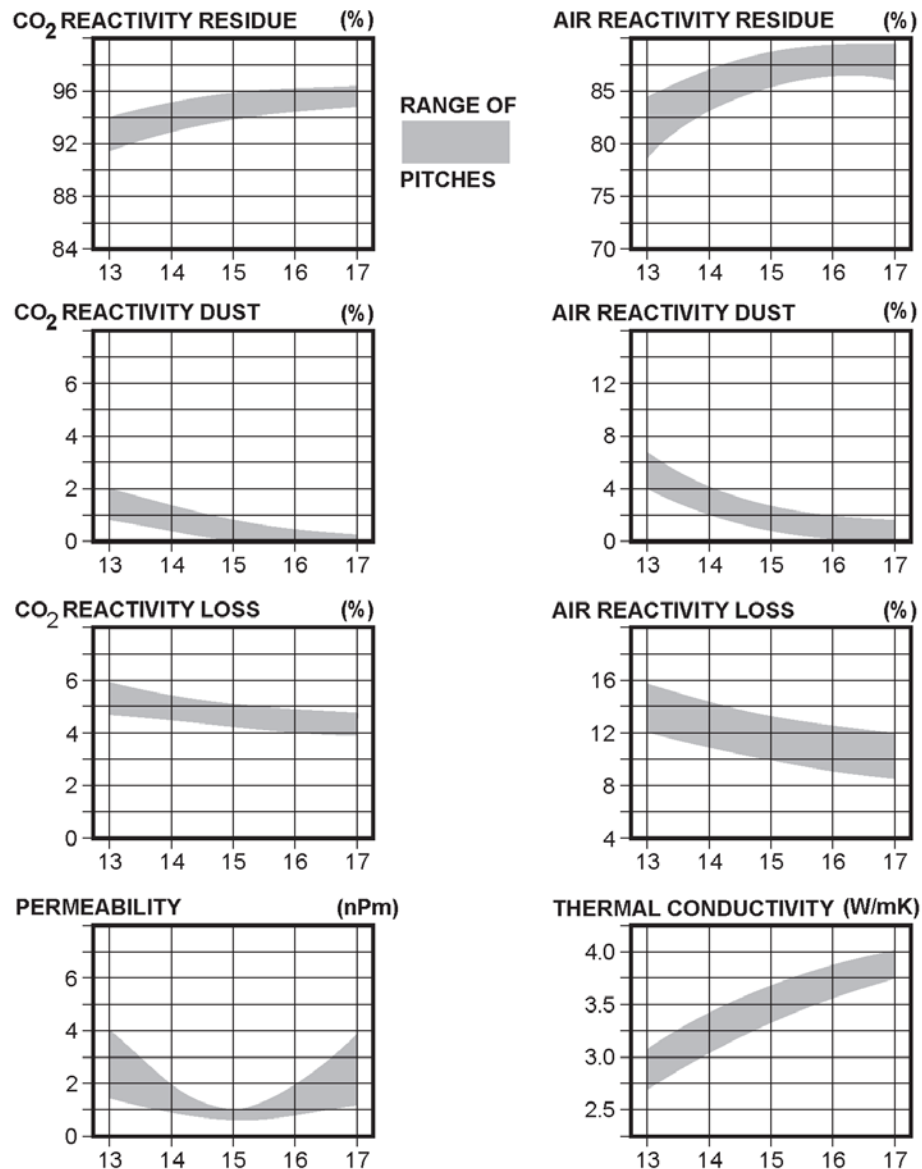 CO2 REACTIVITY RESIDUE (%)
96
92
88
84
13 14 15 16 17
RANGE OF
PITCHES
AIR REACTIVITY RESIDUE (%)
85
80
75
70
13 14 15 16 17
CO2 REACTIVITY DUST (%)
6
4
2
0
13 14 15 16 17
AIR REACTIVITY DUST (%)
12
8
4
0
13 14 15 16 17
CO2 REACTIVITY LOSS (%)
6
4
2
0
13 14 15 16 17
AIR REACTIVITY LOSS (%)
16
12
8
4
13 14 15 16 17
PERMEABILITY (nPm)
6
4
2
0
13 14 15 16 17
THERMAL CONDUCTIVITY (W/mK)
4.0
3.5
3.0
2.5
13 14 15 16 17